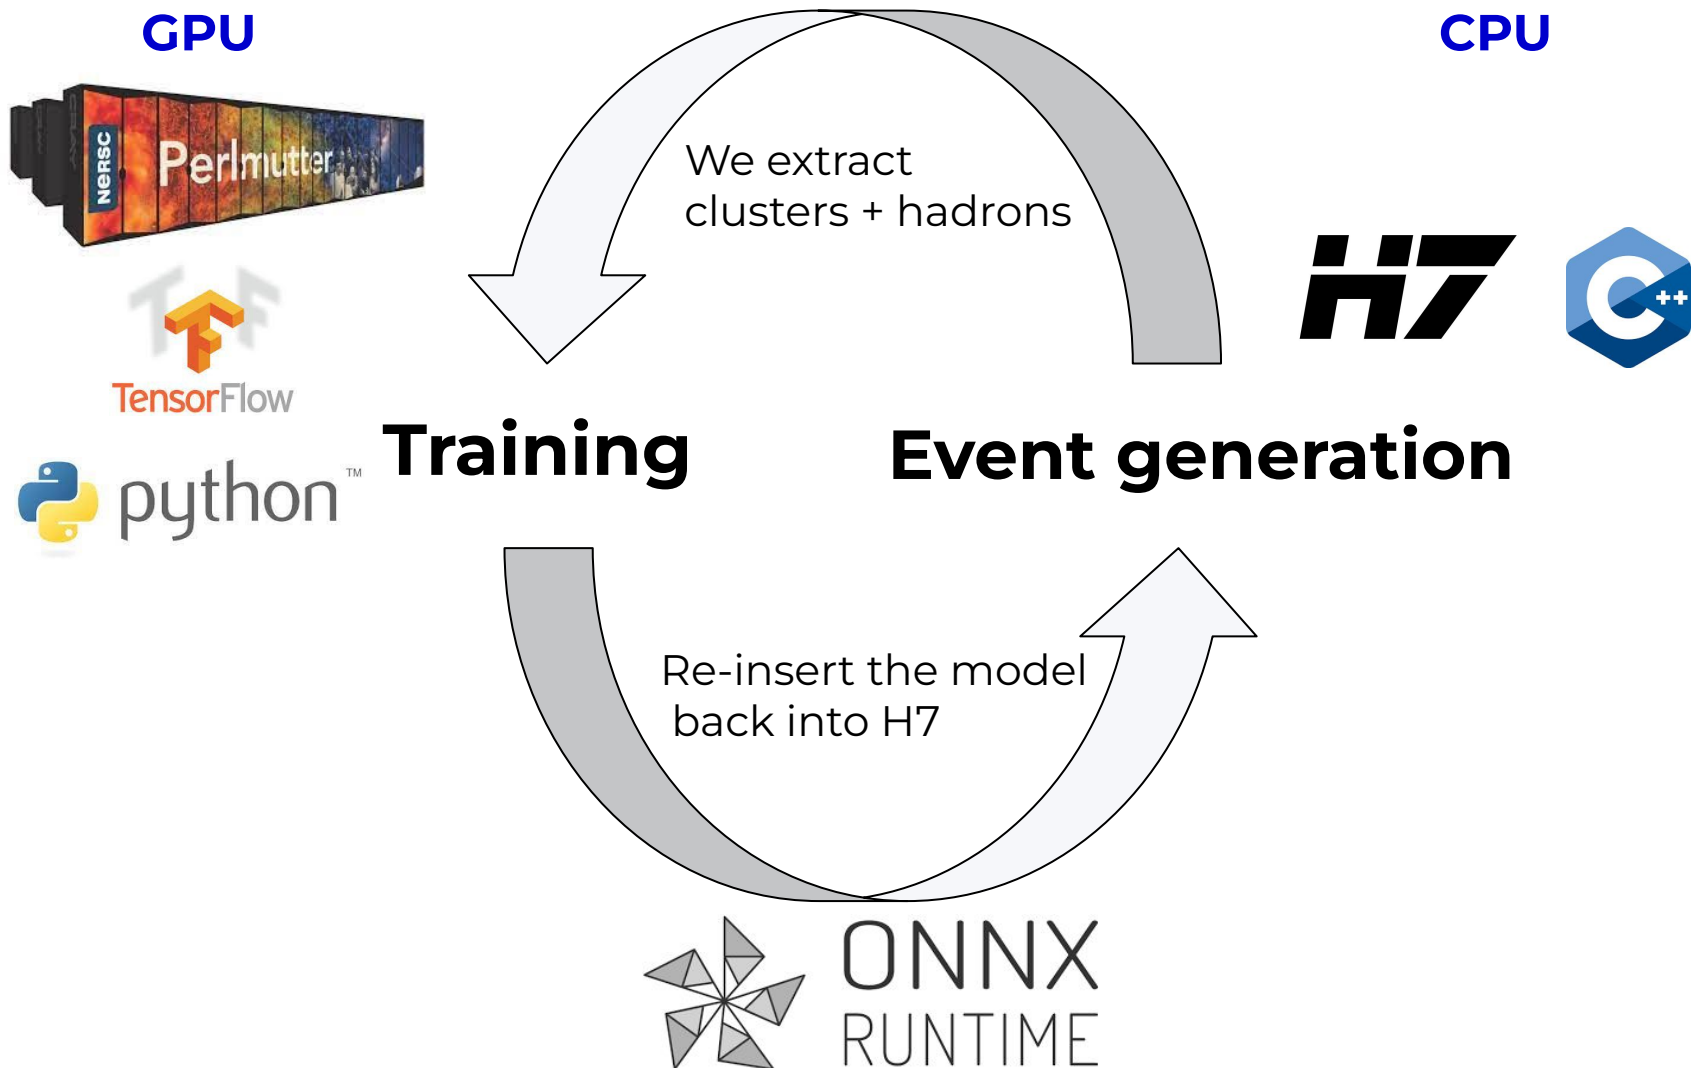 GPU
CPU
NERSC
Perlmutter
We extract
clusters + hadrons
H7
C++
TF
TensorFlow
python™
Training
Event generation
Re-insert the model
back into H7
ONNX
RUNTIME